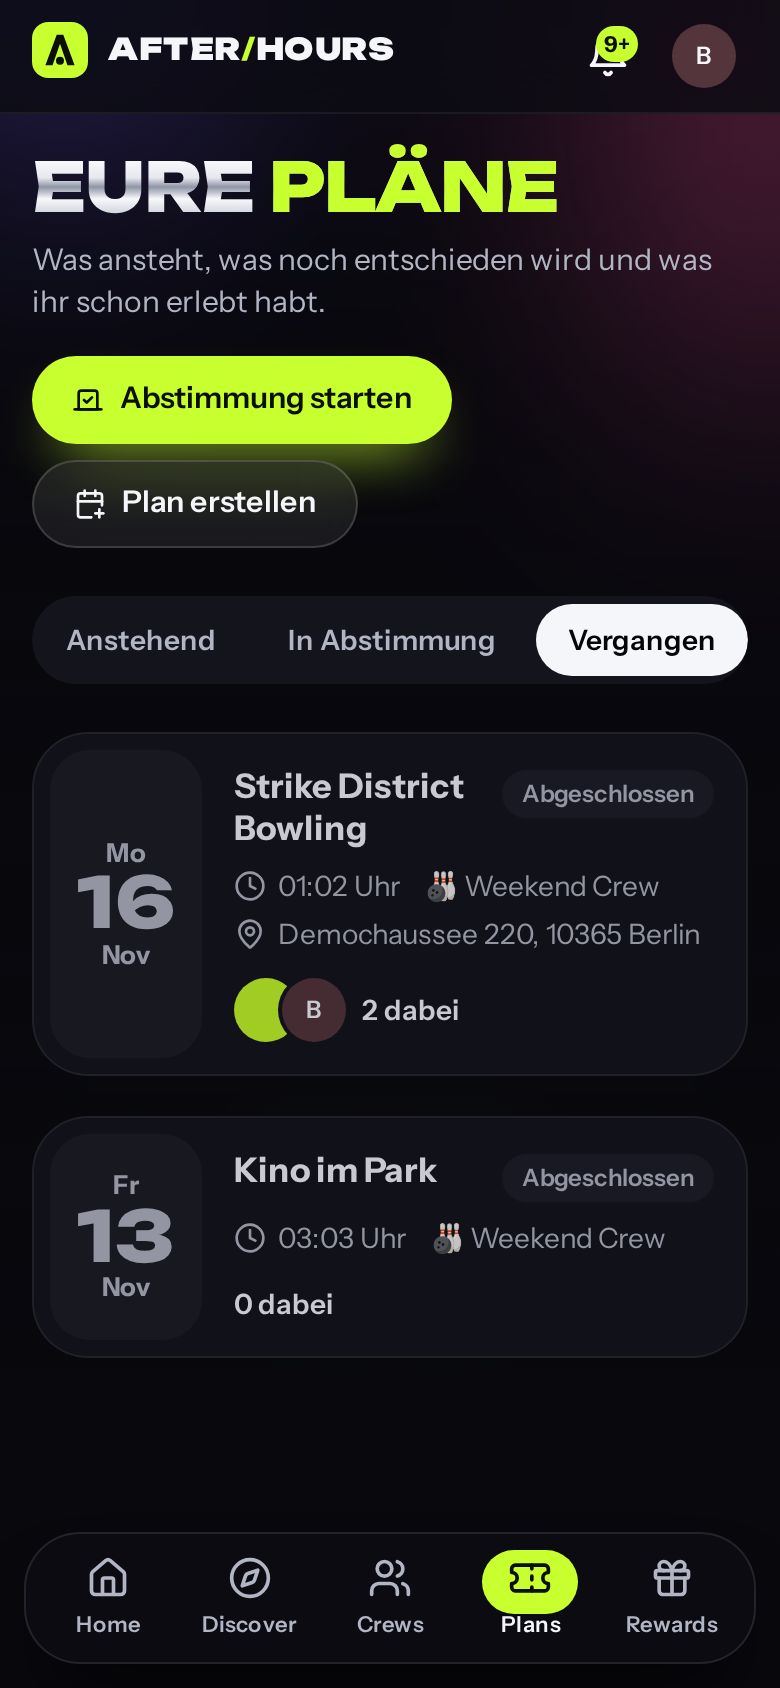 AFTER/HOURS
9+
B
EURE PLÄNE
Was ansteht, was noch entschieden wird und was
ihr schon erlebt habt.
Abstimmung starten
Plan erstellen
Anstehend In Abstimmung Vergangen
Mo
16
Nov
Strike District
Bowling
Abgeschlossen
01:02 Uhr Weekend Crew
Demochaussee 220, 10365 Berlin
B
2 dabei
Fr
13
Nov
Kino im Park
Abgeschlossen
03:03 Uhr Weekend Crew
0 dabei
Home Discover Crews Plans Rewards